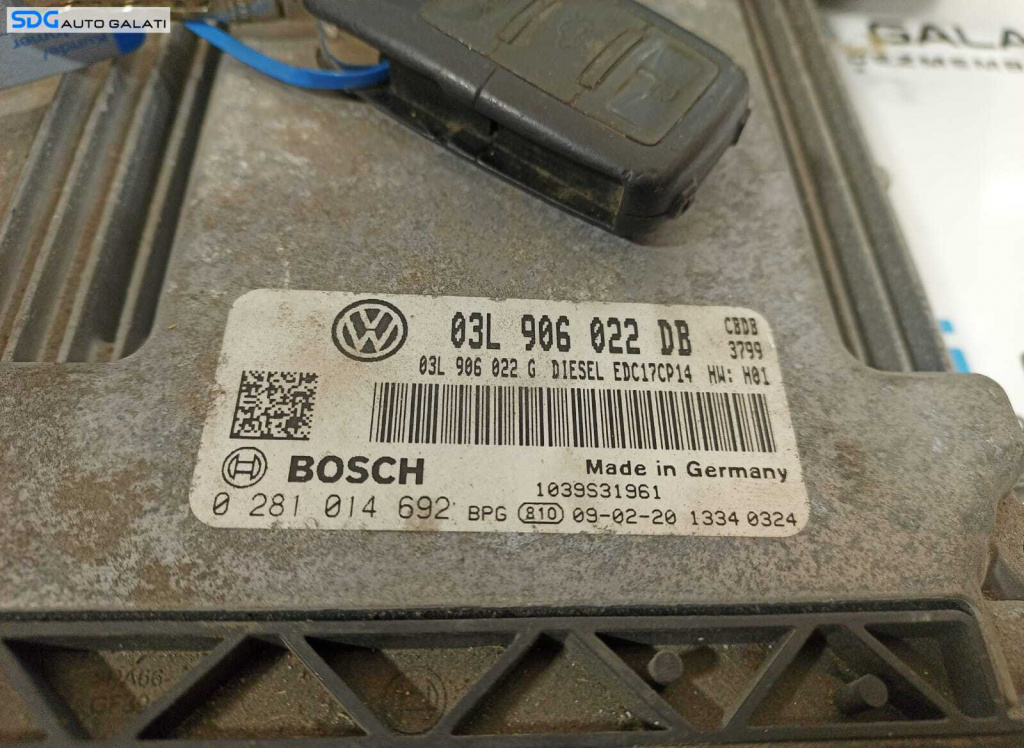 SDG AUTO GALATI
GALA
03L 906 022 DB
CBDB
3799
03L 906 022 G DIESEL EDC17CP14 HW: H01
BOSCH
Made in Germany
1039S31961
0 281 014 692 BPG 810 09-02-20 1334 0324